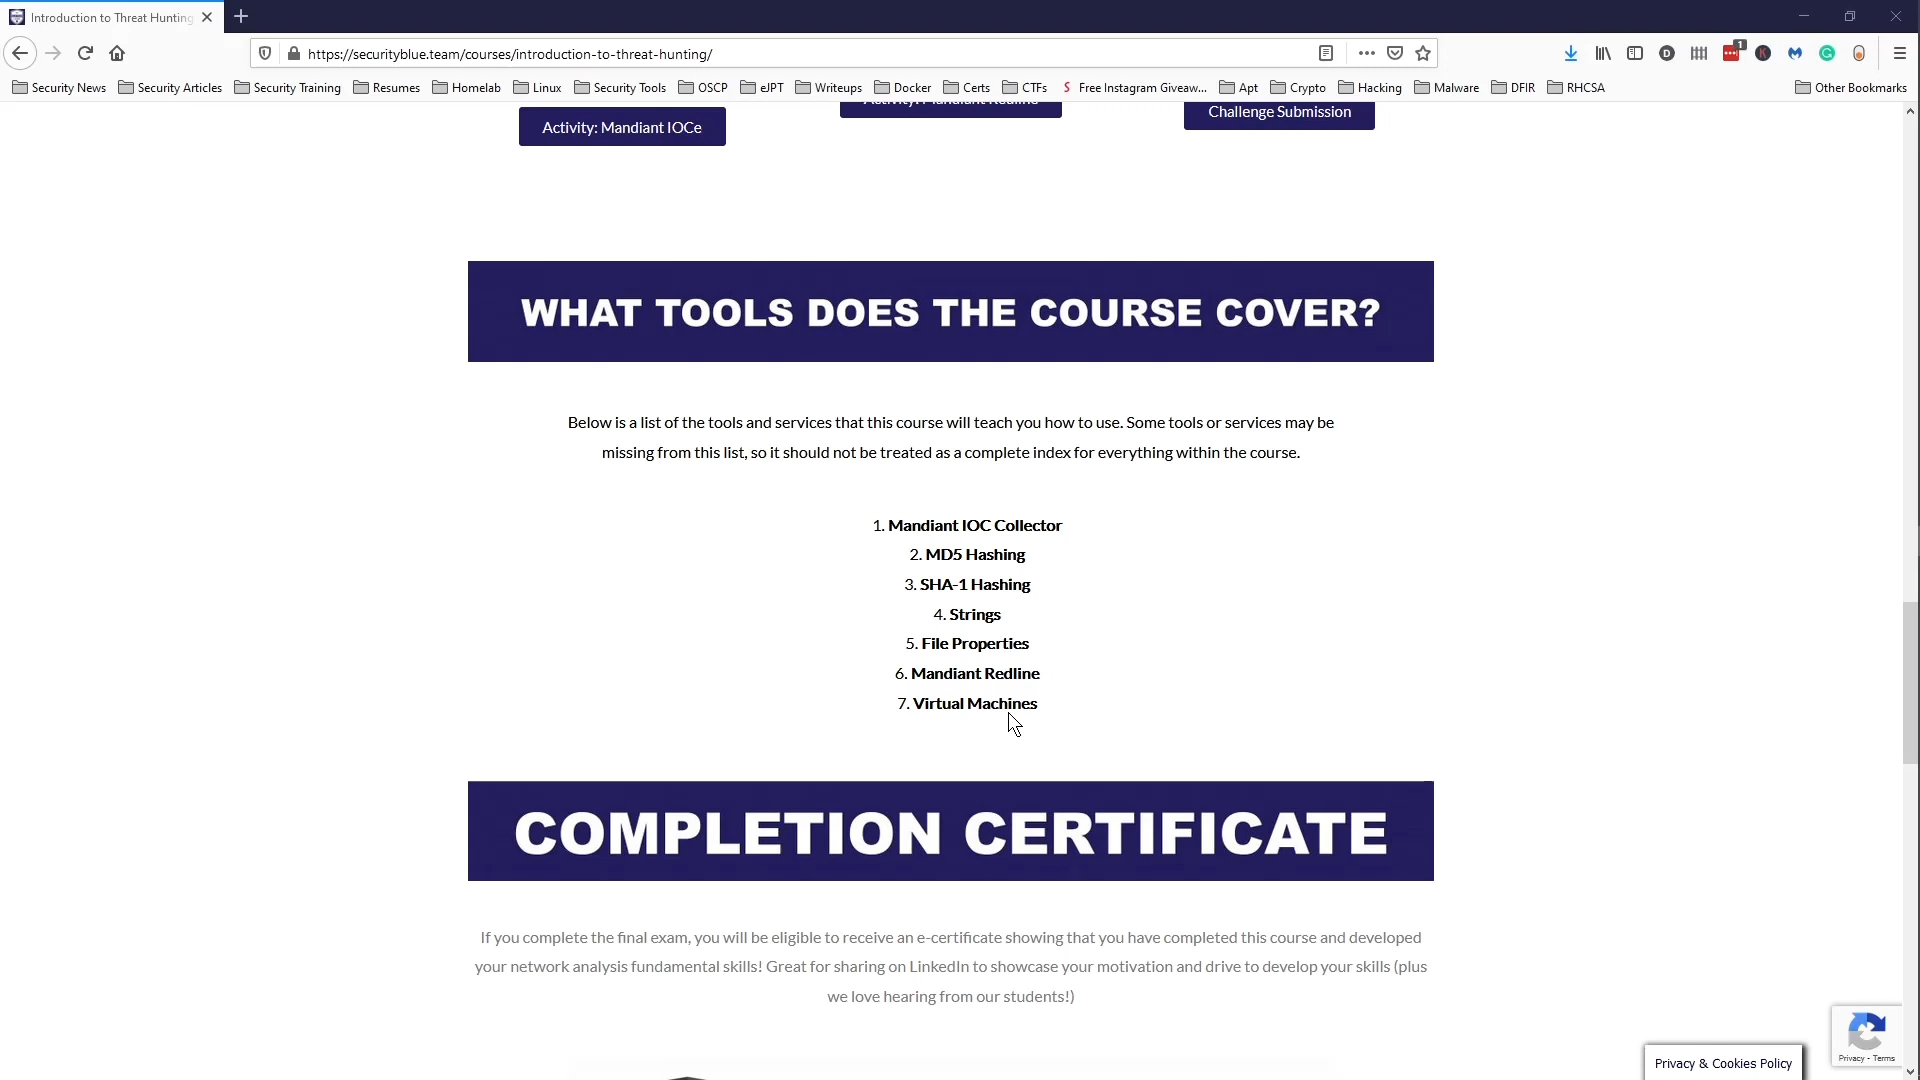 Introduction to Threat Hunting
https://securityblue.team/courses/introduction-to-threat-hunting/
1
Security News Security Articles Security Training Resumes Homelab Linux Security Tools OSCP eJPT Writeups Docker Certs CTFs Free Instagram Giveaw... Apt Crypto Hacking Malware DFIR RHCSA Other Bookmarks
Activity: Mandiant Redline
Challenge Submission
Activity: Mandiant IOCe
WHAT TOOLS DOES THE COURSE COVER?
Below is a list of the tools and services that this course will teach you how to use. Some tools or services may be
missing from this list, so it should not be treated as a complete index for everything within the course.
1. Mandiant IOC Collector
2. MD5 Hashing
3. SHA-1 Hashing
4. Strings
5. File Properties
6. Mandiant Redline
7. Virtual Machines
COMPLETION CERTIFICATE
If you complete the final exam, you will be eligible to receive an e-certificate showing that you have completed this course and developed
your network analysis fundamental skills! Great for sharing on LinkedIn to showcase your motivation and drive to develop your skills (plus
we love hearing from our students!)
Privacy - Terms
Privacy & Cookies Policy